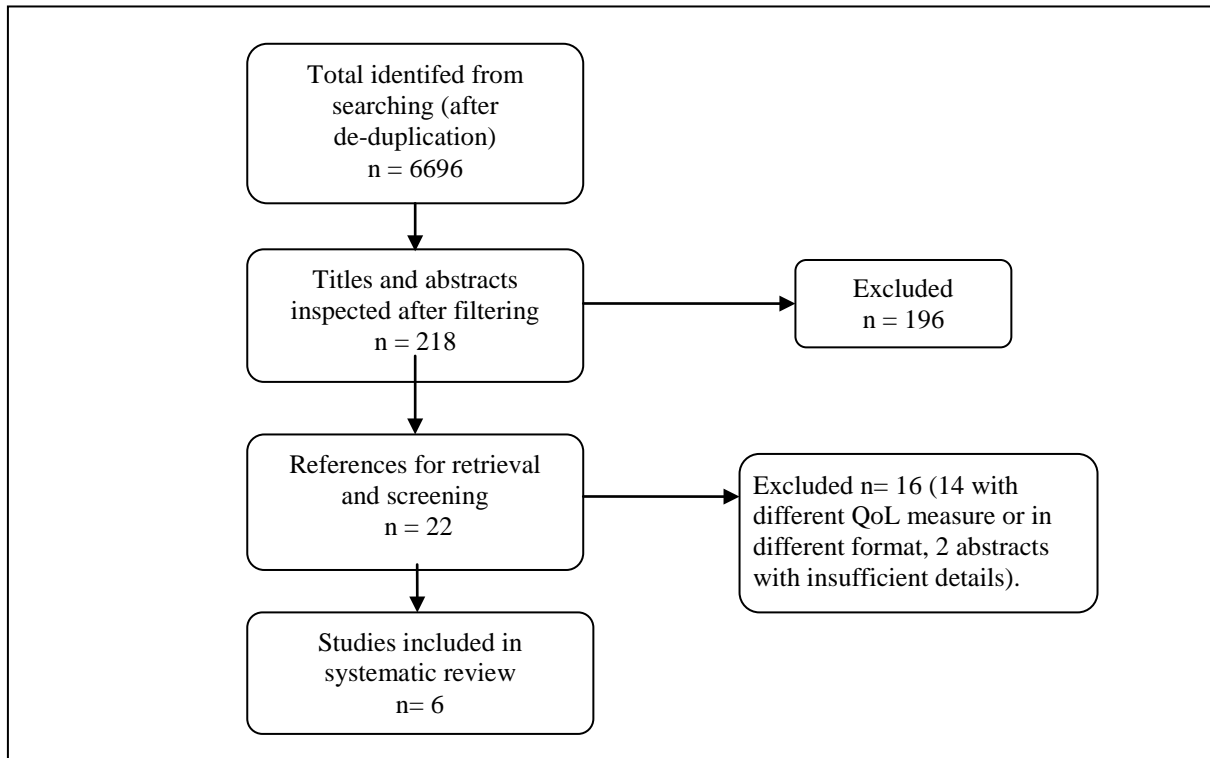 Total identifed from
searching (after
de-duplication)
n = 6696
Titles and abstracts
inspected after filtering
n = 218
Excluded
n = 196
References for retrieval
and screening
n = 22
Excluded n= 16 (14 with
different QoL measure or in
different format, 2 abstracts
with insufficient details).
Studies included in
systematic review
n= 6